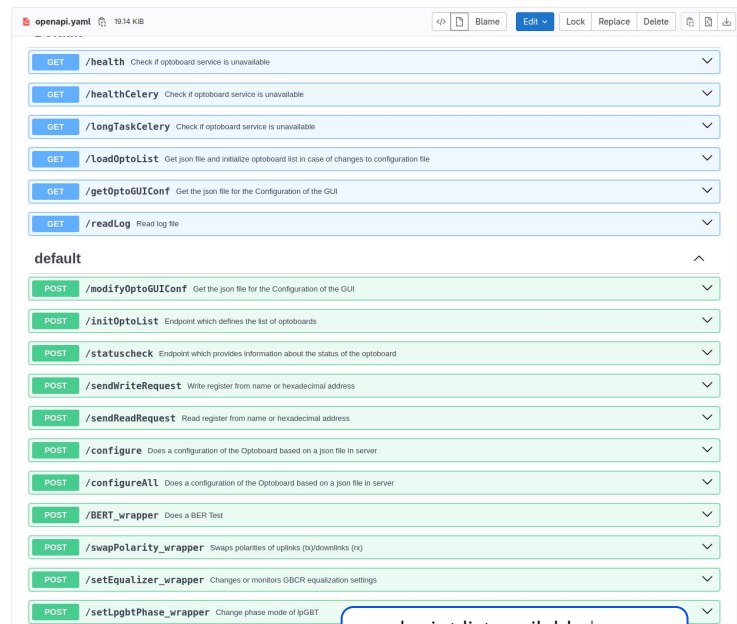 openapi.yaml 19.14 KiB
Blame Edit Lock Replace Delete
GET /health Check if optoboard service is unavailable
GET /healthCelery Check if optoboard service is unavailable
GET /longTaskCelery Check if optoboard service is unavailable
GET /loadOptoList Get json file and initialize optoboard list in case of changes to configuration file
GET /getOptoGUIConf Get the json file for the Configuration of the GUI
GET /readLog Read log file
default
POST /modifyOptoGUIConf Get the json file for the Configuration of the GUI
POST /initOptoList Endpoint which defines the list of optoboards
POST /statuscheck Endpoint which provides information about the status of the optoboard
POST /sendWriteRequest Write register from name or hexadecimal address
POST /sendReadRequest Read register from name or hexadecimal address
POST /configure Does a configuration of the Optoboard based on a json file in server
POST /configureAll Does a configuration of the Optoboard based on a json file in server
POST /BERT_wrapper Does a BER Test
POST /swapPolarity_wrapper Swaps polarities of uplinks (tx)/downlinks (rx)
POST /setEqualizer_wrapper Changes or monitors GBCR equalization settings
POST /setLpgbtPhase_wrapper Change phase mode of lpGBT